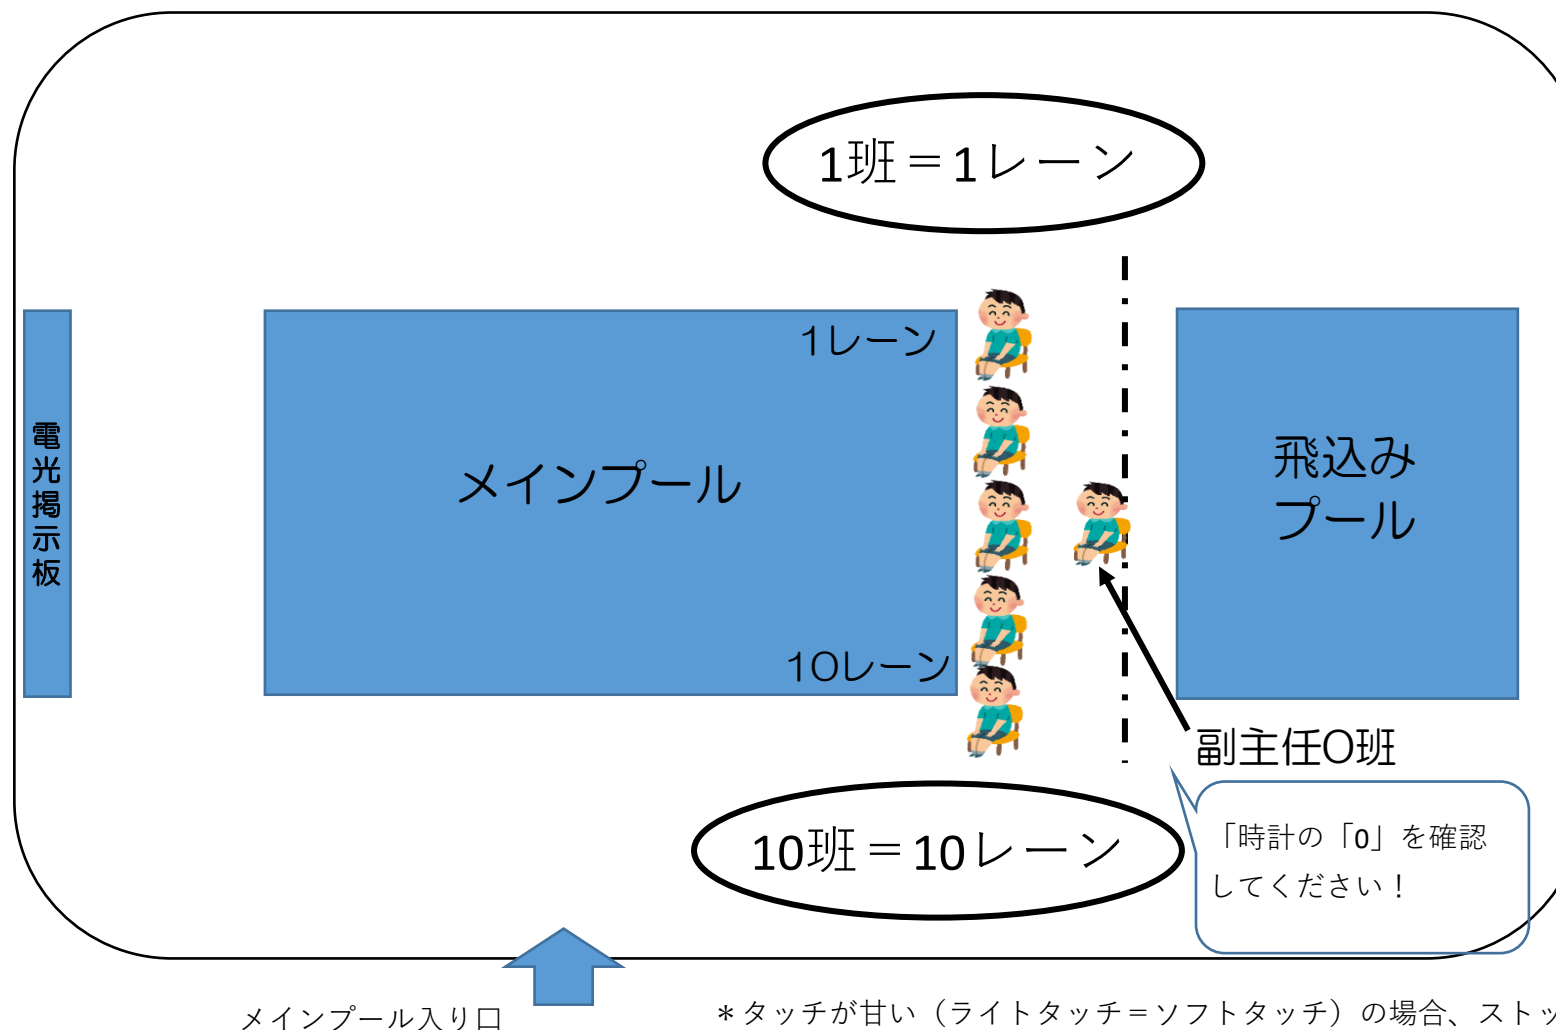 1班＝1レーン
1レーン
電光掲示板
メインプール
飛込み
プール
10レーン
副主任0班
10班＝10レーン
「時計の「0」を確認
してください！
メインプール入り口
＊タッチが甘い（ライトタッチ＝ソフトタッチ）の場合、ストッ